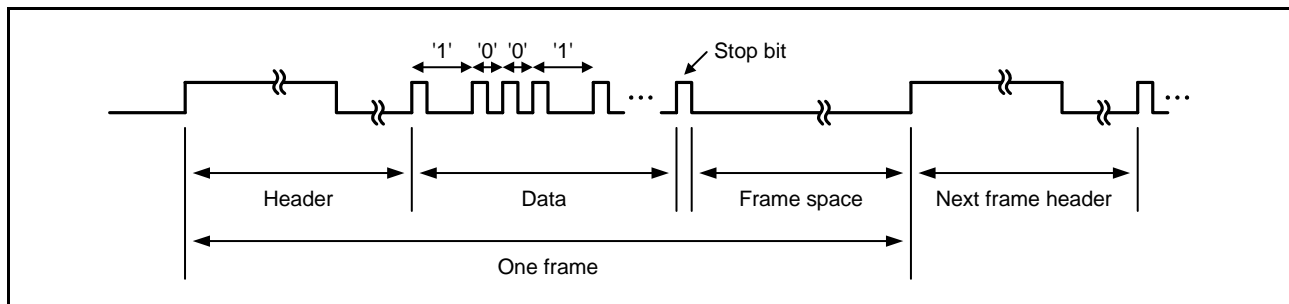 '1' '0' '0' '1' Stop bit
... ... ...
Header Data Frame space Next frame header
One frame